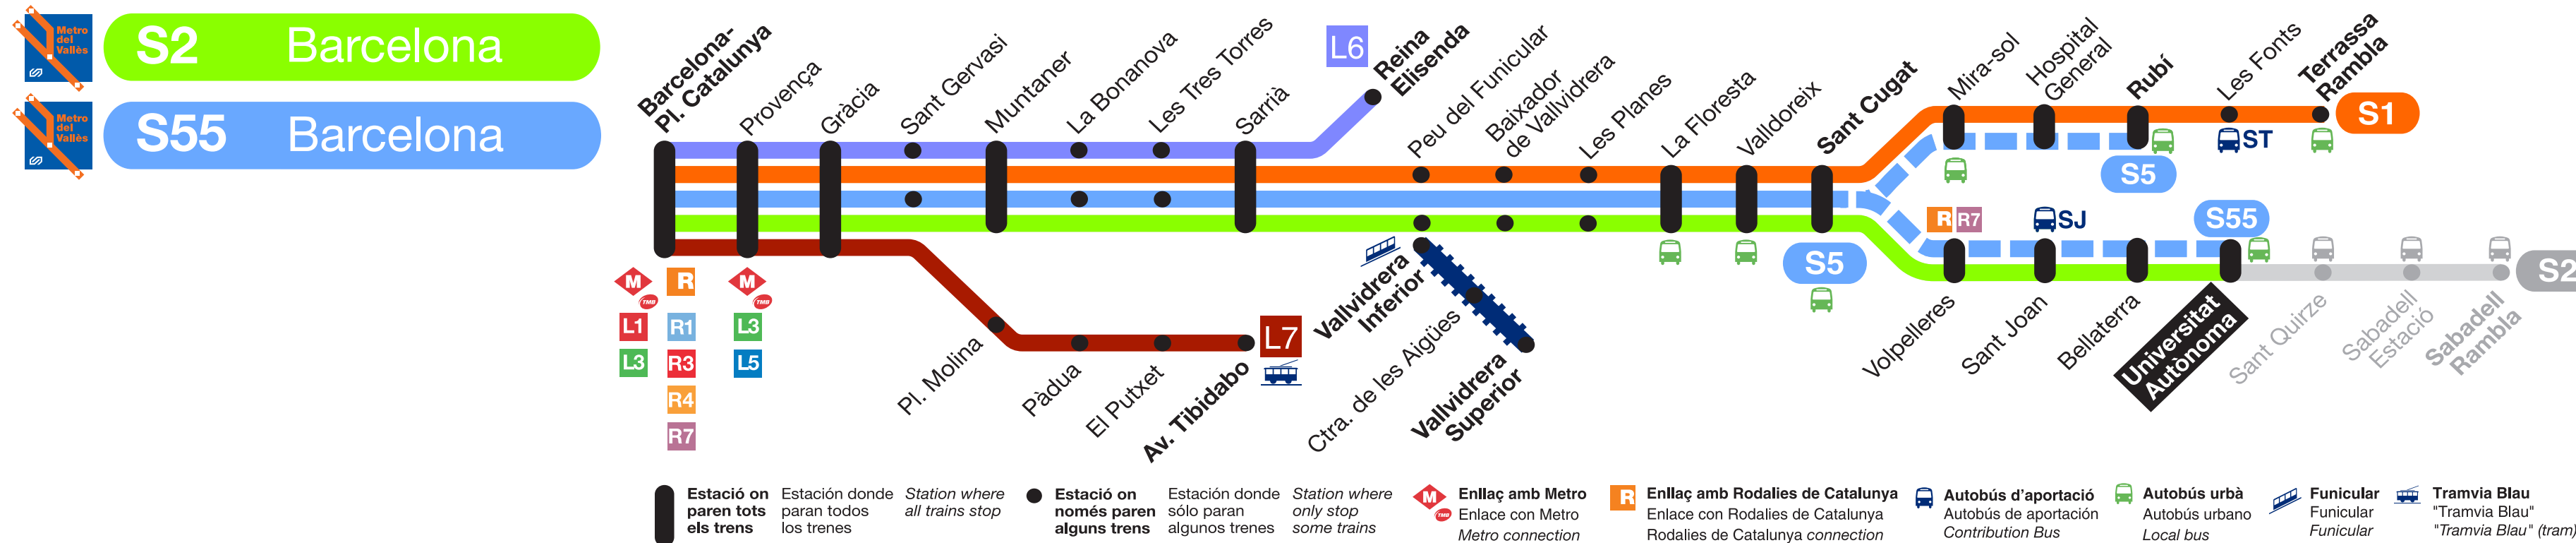 Metro
del
Vallès
S2 Barcelona
Metro
del
Vallès
S55 Barcelona
Barcelona-
Pl. Catalunya
Provença
Gràcia
Sant Gervasi
Muntaner
La Bonanova
Les Tres Torres
Sarrià
L6
Reina
Elisenda
Peu del Funicular
Baixador
de Vallvidrera
Les Planes
La Floresta
Valldoreix
Sant Cugat
Mira-sol
Hospital
General
Rubí
Les Fonts
Terrassa
Rambla
S1
ST
S5
R R7
SJ
S55
S5
S2
M
TMB
R
M
TMB
L1
R1
L3
L3
R3
L5
R4
R7
Pl. Molina
Pàdua
El Putxet
Av. Tibidabo
L7
Vallvidrera
Inferior
Ctra. de les Aigües
Vallvidrera
Superior
Volpelleres
Sant Joan
Bellaterra
Universitat
Autònoma
Sant Quirze
Sabadell
Estació
Sabadell
Rambla
Estació on
paren tots
els trens
Estación donde
paran todos
los trenes
Station where
all trains stop
Estació on
només paren
alguns trens
Estación donde
sólo paran
algunos trenes
Station where
only stop
some trains
M
TMB
Enllaç amb Metro
Enlace con Metro
Metro connection
R
Enllaç amb Rodalies de Catalunya
Enlace con Rodalies de Catalunya
Rodalies de Catalunya connection
Autobús d'aportació
Autobús de aportación
Contribution Bus
Autobús urbà
Autobús urbano
Local bus
Funicular
Funicular
Funicular
Tramvia Blau
"Tramvia Blau"
"Tramvia Blau" (tram)